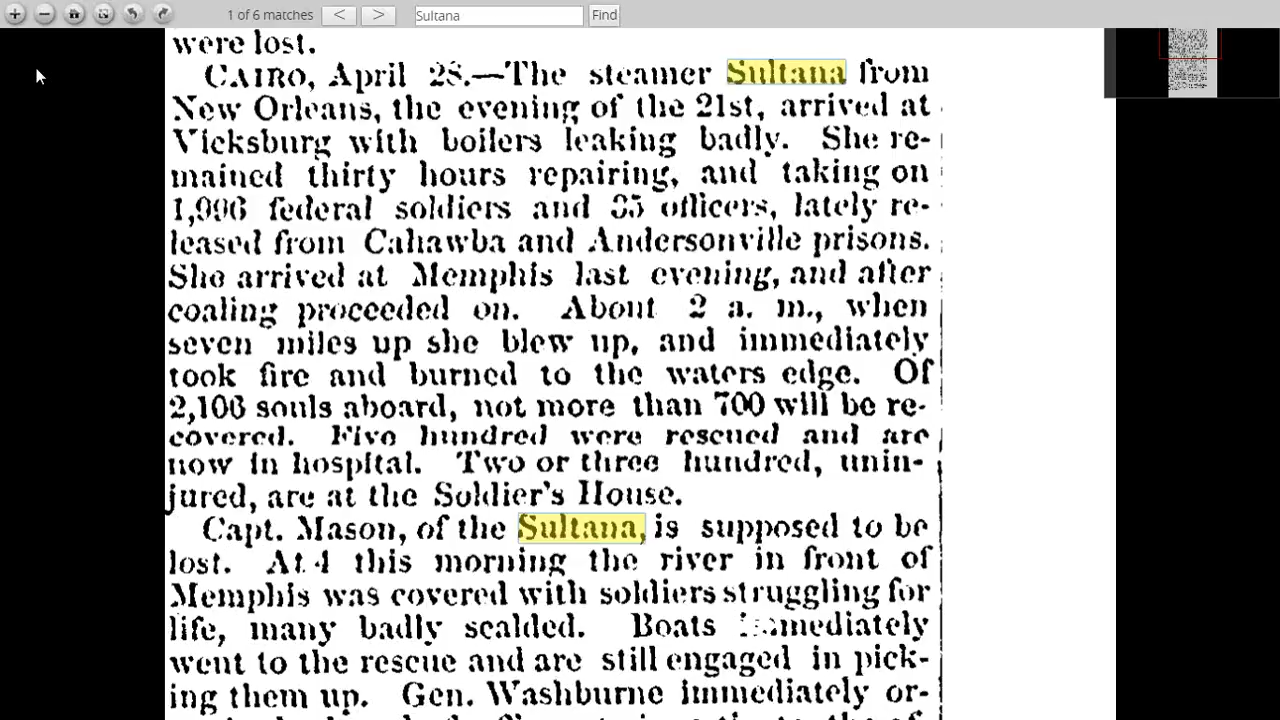 1 of 6 matches < > Sultana Find
were lost.
CAIRO, April 28.—The steamer Sultana from
New Orleans, the evening of the 21st, arrived at
Vicksburg with boilers leaking badly. She re-
mained thirty hours repairing, and taking on
1,996 federal soldiers and 35 officers, lately re-
leased from Cahawba and Andersonville prisons.
She arrived at Memphis last evening, and after
coaling proceeded on. About 2 a. m., when
seven miles up she blew up, and immediately
took fire and burned to the waters edge. Of
2,106 souls aboard, not more than 700 will be re-
covered. Five hundred were rescued and are
now in hospital. Two or three hundred, unin-
jured, are at the Soldier's House.
Capt. Mason, of the Sultana, is supposed to be
lost. At 4 this morning the river in front of
Memphis was covered with soldiers struggling for
life, many badly scalded. Boats immediately
went to the rescue and are still engaged in pick-
ing them up. Gen. Washburne immediately or-